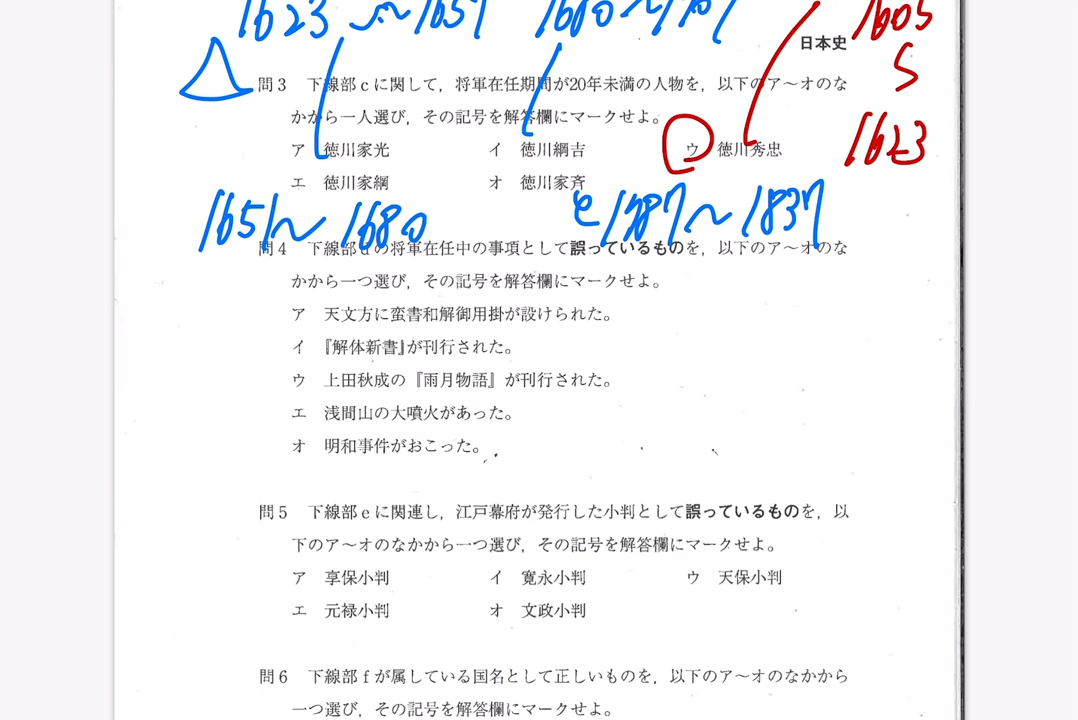 1623 〜1651 1680〜1709 1605
日本史 S
問3 下線部cに関して，将軍在任期間が20年未満の人物を，以下のア〜オのな
かから一人選び，その記号を解答欄にマークせよ。 1623
ア 徳川家光 イ 徳川綱吉 ウ 徳川秀忠
エ 徳川家綱 オ 徳川家斉
1651〜1680 1787〜1837
問4 下線部dの将軍在任中の事項として誤っているものを，以下のア〜オのな
かから一つ選び，その記号を解答欄にマークせよ。
ア 天文方に蛮書和解御用掛が設けられた。
イ 『解体新書』が刊行された。
ウ 上田秋成の『雨月物語』が刊行された。
エ 浅間山の大噴火があった。
オ 明和事件がおこった。
問5 下線部eに関連し，江戸幕府が発行した小判として誤っているものを，以
下のア〜オのなかから一つ選び，その記号を解答欄にマークせよ。
ア 享保小判 イ 寛永小判 ウ 天保小判
エ 元禄小判 オ 文政小判
問6 下線部fが属している国名として正しいものを，以下のア〜オのなかから
一つ選び，その記号を解答欄にマークせよ。